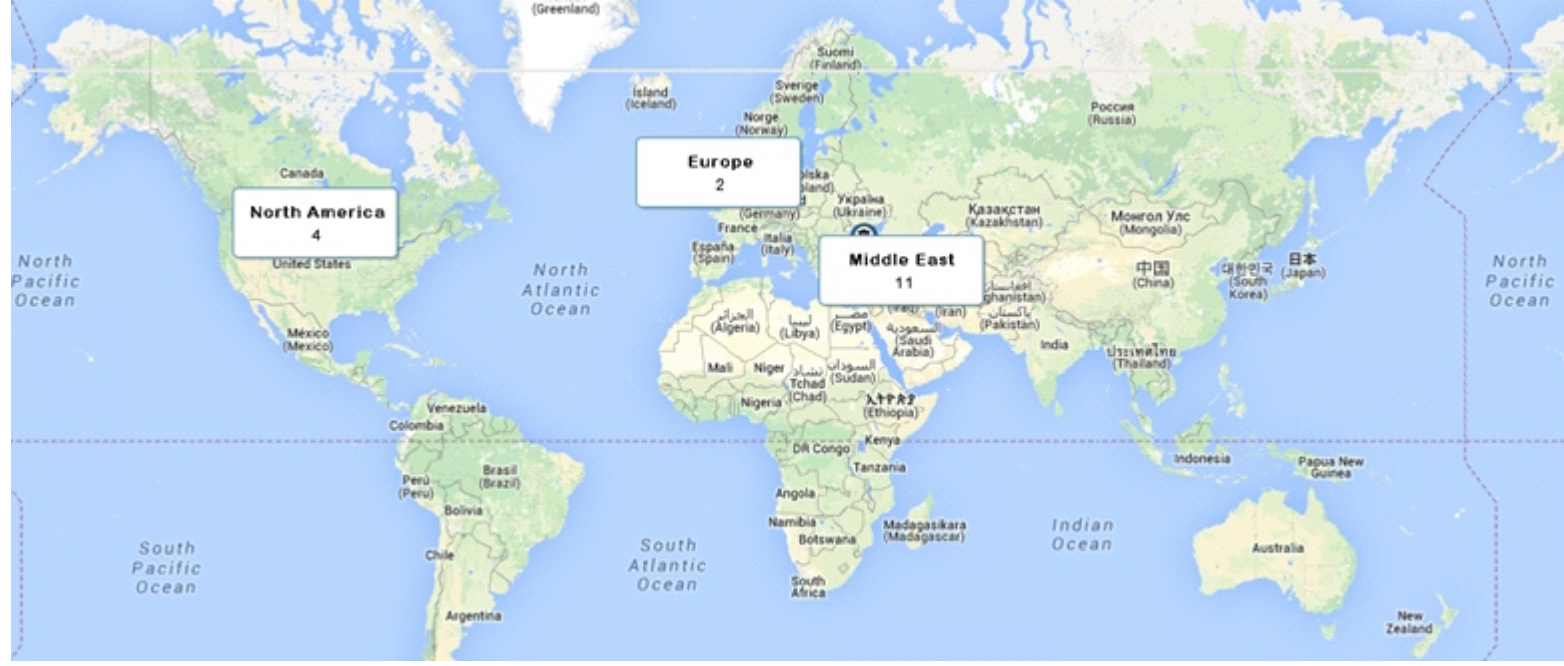 (Greenland)
Suomi
(Finland)
Ísland
(Iceland)
Sverige
(Sweden)
Norge
(Norway)
Россия
(Russia)
Canada
Europe
2
North America
4
United States
Україна
(Ukraine)
(Germany)
France
Italia
(Italy)
España
(Spain)
Middle East
11
Қазақстан
(Kazakhstan)
Монгол Улс
(Mongolia)
中国
(China)
대한민국
(South
Korea)
日本
(Japan)
North
Pacific
Ocean
North
Atlantic
Ocean
North
Pacific
Ocean
México
(Mexico)
الجزائر
(Algeria)
ليبيا
(Libya)
مصر
(Egypt)
(Iraq)
(Iran)
السعودية
(Saudi
Arabia)
افغانستان
پاکستان
(Pakistan)
India
ประเทศไทย
(Thailand)
Mali
Niger
تشاد
Tchad
(Chad)
السودان
(Sudan)
Nigeria
ኢትዮጵያ
(Ethiopia)
Venezuela
Colombia
DR Congo
Kenya
Tanzania
Indonesia
Papua New
Guinea
Perú
(Peru)
Brasil
(Brazil)
Bolivia
Angola
Namibia
Botswana
Madagasikara
(Madagascar)
South
Pacific
Ocean
Chile
South
Atlantic
Ocean
Indian
Ocean
Australia
South
Africa
Argentina
New
Zealand